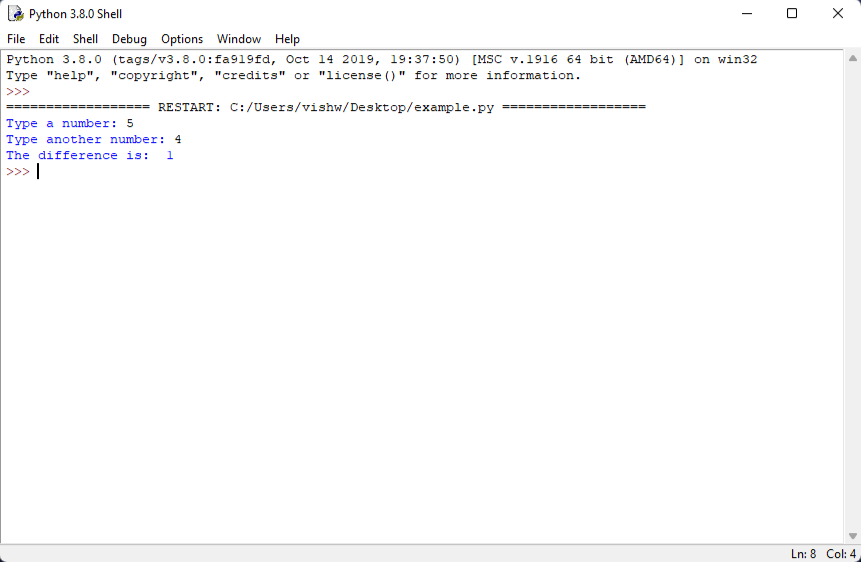 Python 3.8.0 Shell
File Edit Shell Debug Options Window Help
Python 3.8.0 (tags/v3.8.0:fa919fd, Oct 14 2019, 19:37:50) [MSC v.1916 64 bit (AMD64)] on win32
Type "help", "copyright", "credits" or "license()" for more information.
>>>
================== RESTART: C:/Users/vishw/Desktop/example.py ==================
Type a number: 5
Type another number: 4
The difference is:  1
>>>
Ln: 8 Col: 4